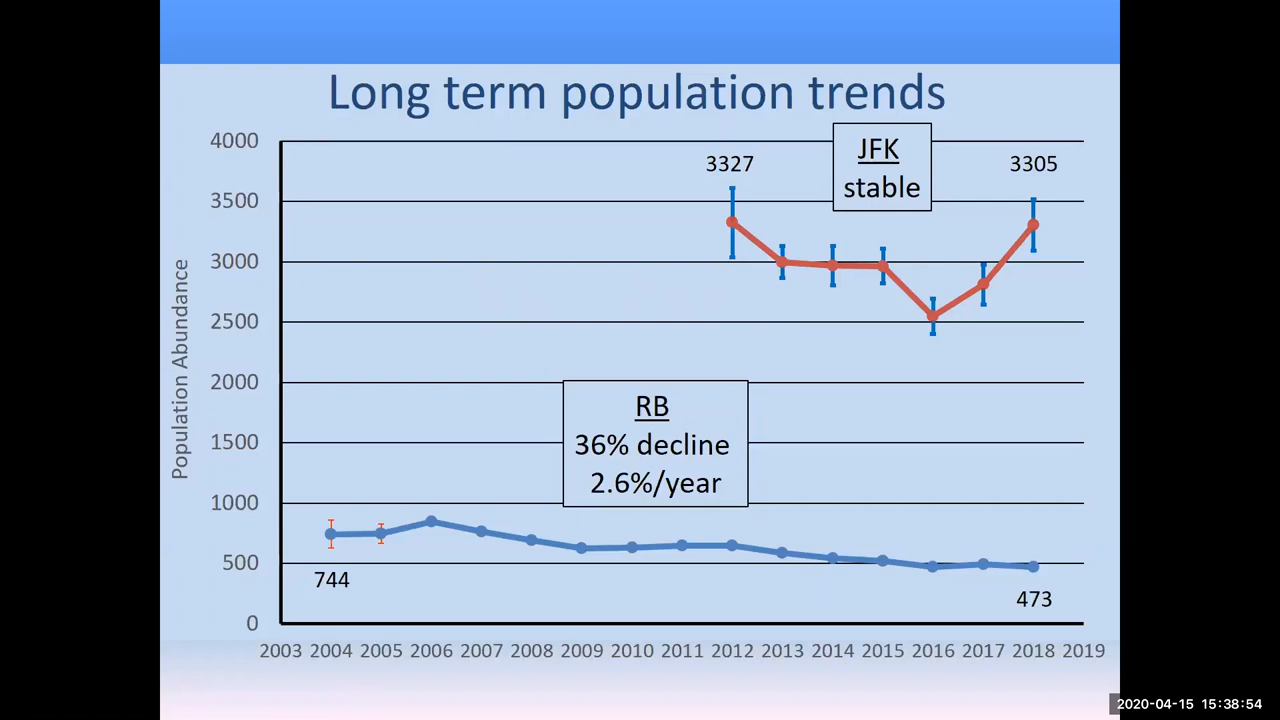 Long term population trends
4000
3500
3000
2500
2000
1500
1000
500
0
Population Abundance
3327
JFK
stable
3305
RB
36% decline
2.6%/year
744
473
2003 2004 2005 2006 2007 2008 2009 2010 2011 2012 2013 2014 2015 2016 2017 2018 2019
2020-04-15 15:38:54